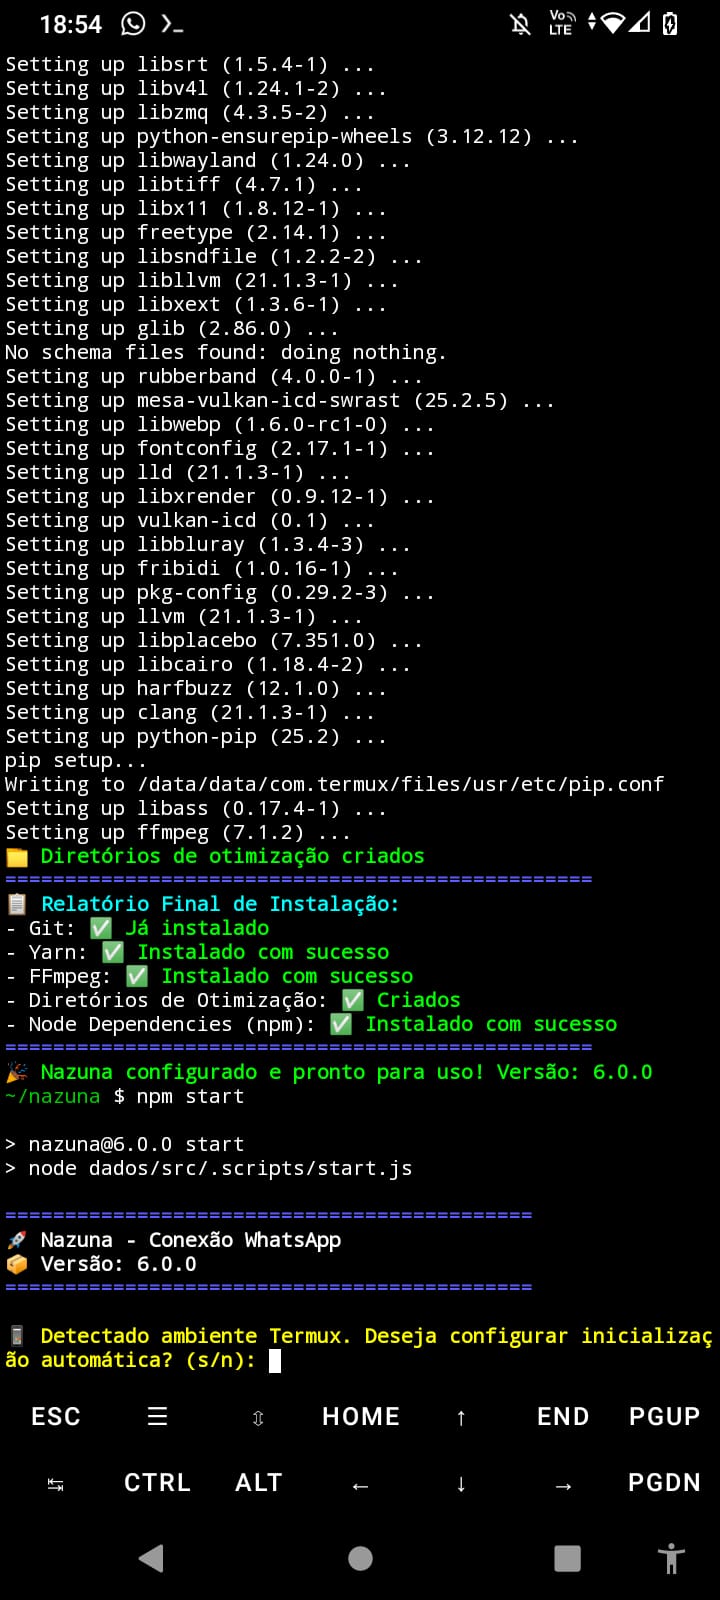 18:54 Vo LTE
Setting up libsrt (1.5.4-1) ...
Setting up libv4l (1.24.1-2) ...
Setting up libzmq (4.3.5-2) ...
Setting up python-ensurepip-wheels (3.12.12) ...
Setting up libwayland (1.24.0) ...
Setting up libtiff (4.7.1) ...
Setting up libx11 (1.8.12-1) ...
Setting up freetype (2.14.1) ...
Setting up libsndfile (1.2.2-2) ...
Setting up libllvm (21.1.3-1) ...
Setting up libxext (1.3.6-1) ...
Setting up glib (2.86.0) ...
No schema files found: doing nothing.
Setting up rubberband (4.0.0-1) ...
Setting up mesa-vulkan-icd-swrast (25.2.5) ...
Setting up libwebp (1.6.0-rc1-0) ...
Setting up fontconfig (2.17.1-1) ...
Setting up lld (21.1.3-1) ...
Setting up libxrender (0.9.12-1) ...
Setting up vulkan-icd (0.1) ...
Setting up libbluray (1.3.4-3) ...
Setting up fribidi (1.0.16-1) ...
Setting up pkg-config (0.29.2-3) ...
Setting up llvm (21.1.3-1) ...
Setting up libplacebo (7.351.0) ...
Setting up libcairo (1.18.4-2) ...
Setting up harfbuzz (12.1.0) ...
Setting up clang (21.1.3-1) ...
Setting up python-pip (25.2) ...
pip setup...
Writing to /data/data/com.termux/files/usr/etc/pip.conf
Setting up libass (0.17.4-1) ...
Setting up ffmpeg (7.1.2) ...
📁 Diretórios de otimização criados
=================================================
📋 Relatório Final de Instalação:
- Git: ✅ Já instalado
- Yarn: ✅ Instalado com sucesso
- FFmpeg: ✅ Instalado com sucesso
- Diretórios de Otimização: ✅ Criados
- Node Dependencies (npm): ✅ Instalado com sucesso
=================================================
🎉 Nazuna configurado e pronto para uso! Versão: 6.0.0
~/nazuna $ npm start
> nazuna@6.0.0 start
> node dados/src/.scripts/start.js
============================================
🚀 Nazuna - Conexão WhatsApp
📦 Versão: 6.0.0
============================================
📱 Detectado ambiente Termux. Deseja configurar inicializaç
ão automática? (s/n):
ESC ☰ ⇳ HOME ↑ END PGUP
↹ CTRL ALT ← ↓ → PGDN